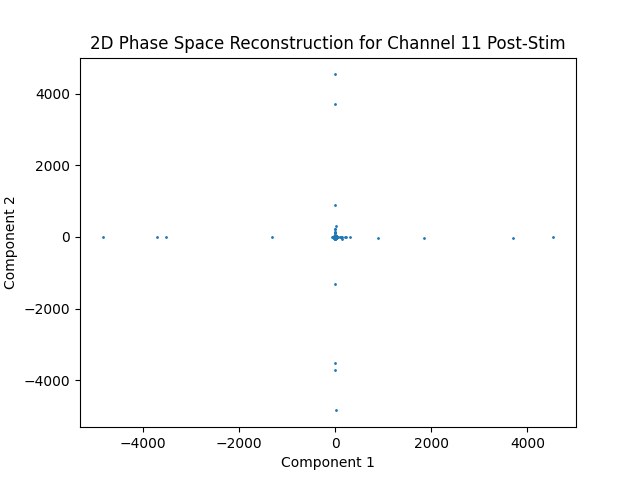 2D Phase Space Reconstruction for Channel 11 Post-Stim
4000
2000
0
−2000
−4000
Component 2
−4000 −2000 0 2000 4000
Component 1